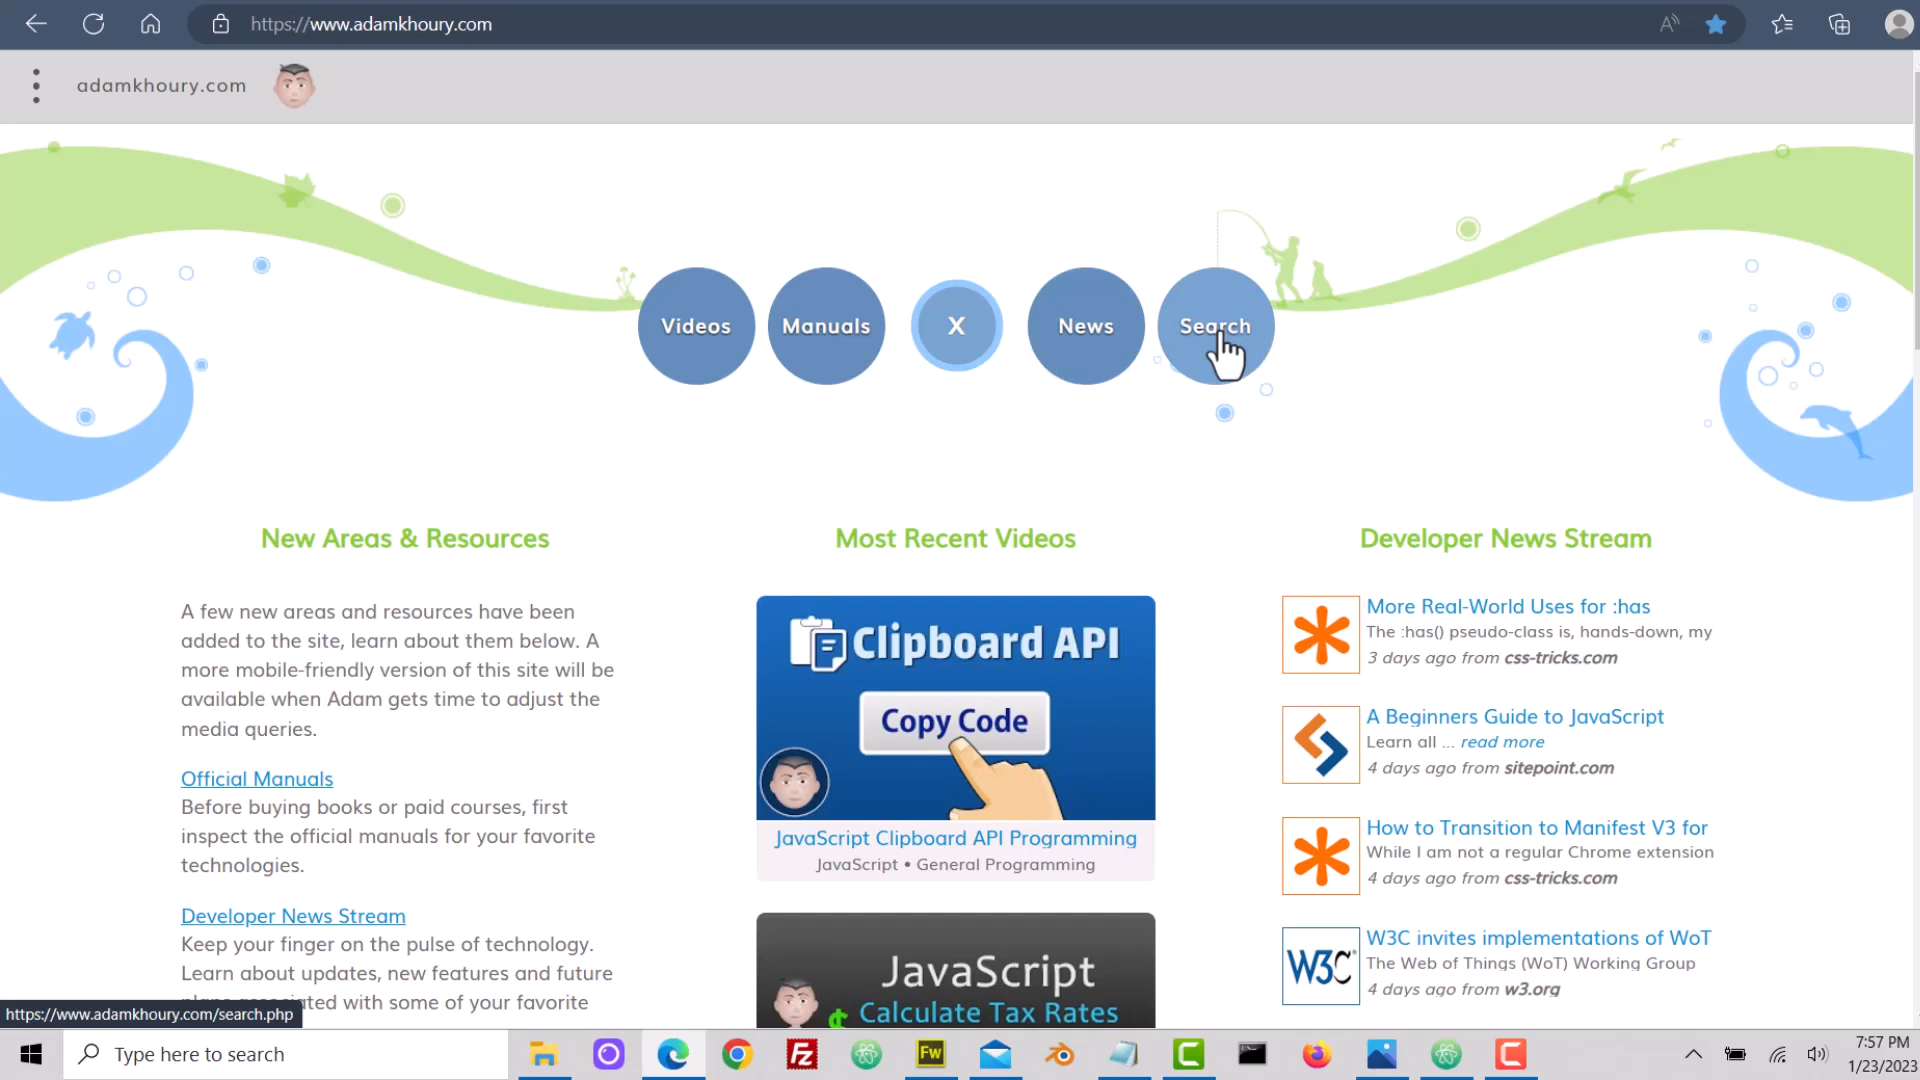 https://www.adamkhoury.com
adamkhoury.com
Videos
Manuals
X
News
Search
New Areas & Resources
A few new areas and resources have been
added to the site, learn about them below. A
more mobile-friendly version of this site will be
available when Adam gets time to adjust the
media queries.
Official Manuals
Before buying books or paid courses, first
inspect the official manuals for your favorite
technologies.
Developer News Stream
Keep your finger on the pulse of technology.
Learn about updates, new features and future
associated with some of your favorite
https://www.adamkhoury.com/search.php
Most Recent Videos
Clipboard API
Copy Code
JavaScript Clipboard API Programming
JavaScript • General Programming
JavaScript
Calculate Tax Rates
Developer News Stream
More Real-World Uses for :has
The :has() pseudo-class is, hands-down, my
3 days ago from css-tricks.com
A Beginners Guide to JavaScript
Learn all ... read more
4 days ago from sitepoint.com
How to Transition to Manifest V3 for
While I am not a regular Chrome extension
4 days ago from css-tricks.com
W3C
W3C invites implementations of WoT
The Web of Things (WoT) Working Group
4 days ago from w3.org
Type here to search
Fz
Fw
7:57 PM
1/23/2023